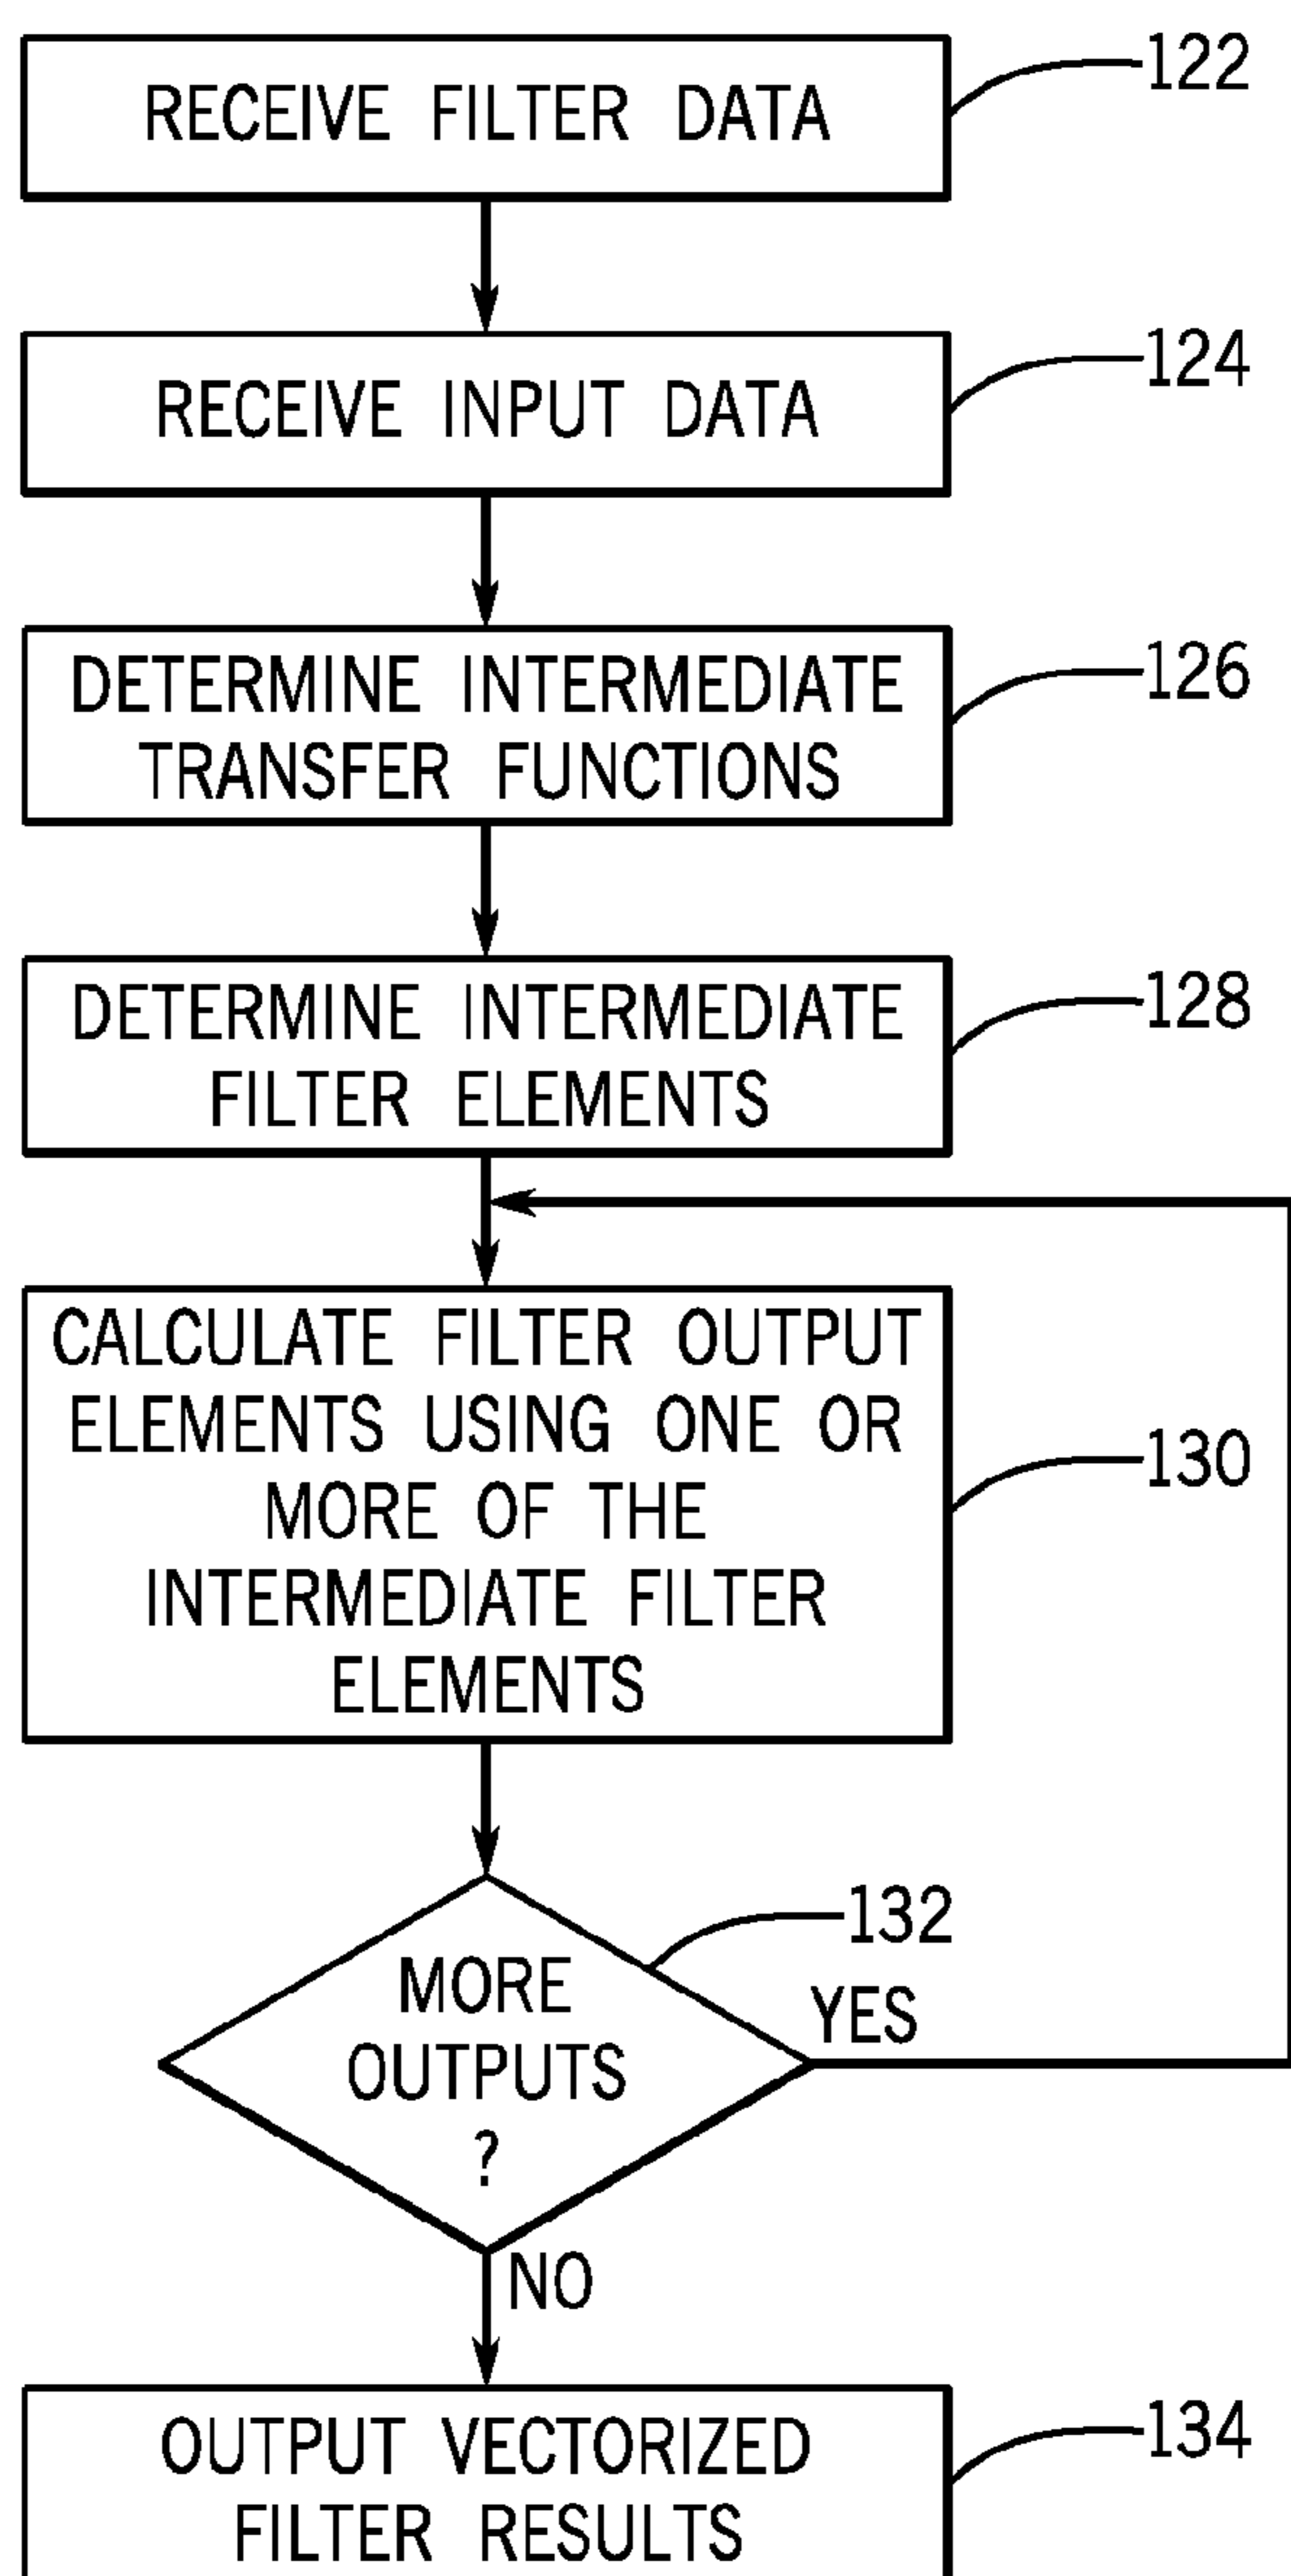 RECEIVE FILTER DATA
122
RECEIVE INPUT DATA
124
DETERMINE INTERMEDIATE
TRANSFER FUNCTIONS
126
DETERMINE INTERMEDIATE
FILTER ELEMENTS
128
CALCULATE FILTER OUTPUT
ELEMENTS USING ONE OR
MORE OF THE
INTERMEDIATE FILTER
ELEMENTS
130
MORE
OUTPUTS
?
132
YES
NO
OUTPUT VECTORIZED
FILTER RESULTS
134